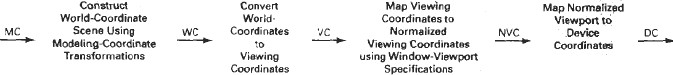 MC
Construct
World-Coordinate
Scene Using
Modeling-Coordinate
Transformations
WC
Convert
World-
Coordinates
to
Viewing
Coordinates
VC
Map Viewing
Coordinates to
Normalized
Viewing Coordinates
using Window-Viewport
Specifications
NVC
Map Normalized
Viewport to
Device
Coordinates
DC